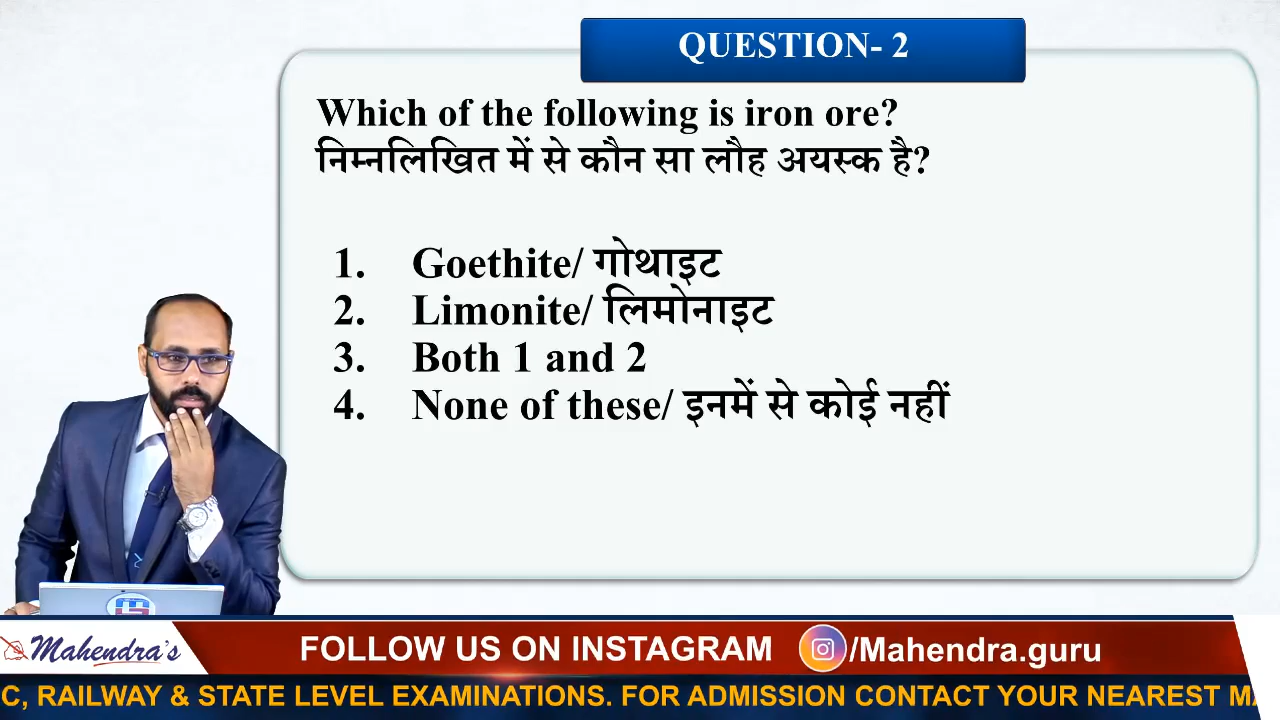 QUESTION- 2
Which of the following is iron ore?
निम्नलिखित में से कौन सा लौह अयस्क है?
1. Goethite/ गोथाइट
2. Limonite/ लिमोनाइट
3. Both 1 and 2
4. None of these/ इनमें से कोई नहीं
Mahendra's
FOLLOW US ON INSTAGRAM /Mahendra.guru
C, RAILWAY & STATE LEVEL EXAMINATIONS. FOR ADMISSION CONTACT YOUR NEAREST